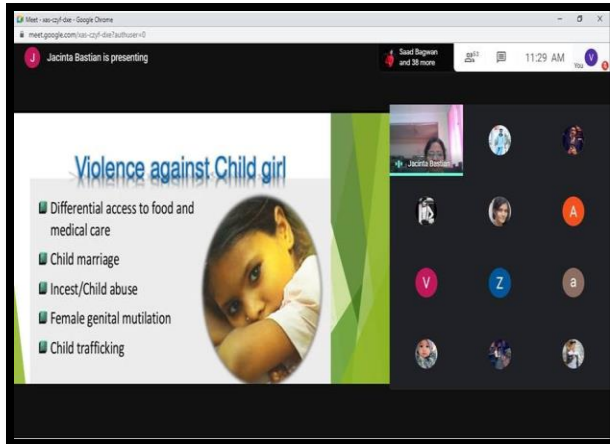 Meet - xas-czyf-dxe - Google Chrome
meet.google.com/xas-czyf-dxe?authuser=0
J
Jacinta Bastian is presenting
Saad Bagwan
and 38 more
53
11:29 AM
You
V
Violence against Child girl
Differential access to food and
medical care
Child marriage
Incest/Child abuse
Female genital mutilation
Child trafficking
Jacinta Bastian
A
V
Z
a